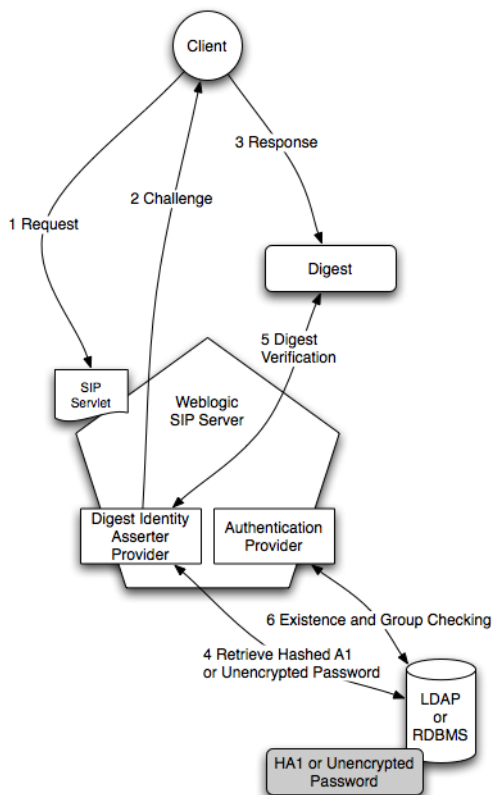 Client
3 Response
2 Challenge
1 Request
Digest
5 Digest
Verification
SIP
Servlet
Weblogic
SIP Server
Digest Identity
Asserter
Provider
Authentication
Provider
6 Existence and Group Checking
4 Retrieve Hashed A1
or Unencrypted Password
LDAP
or
RDBMS
HA1 or Unencrypted
Password